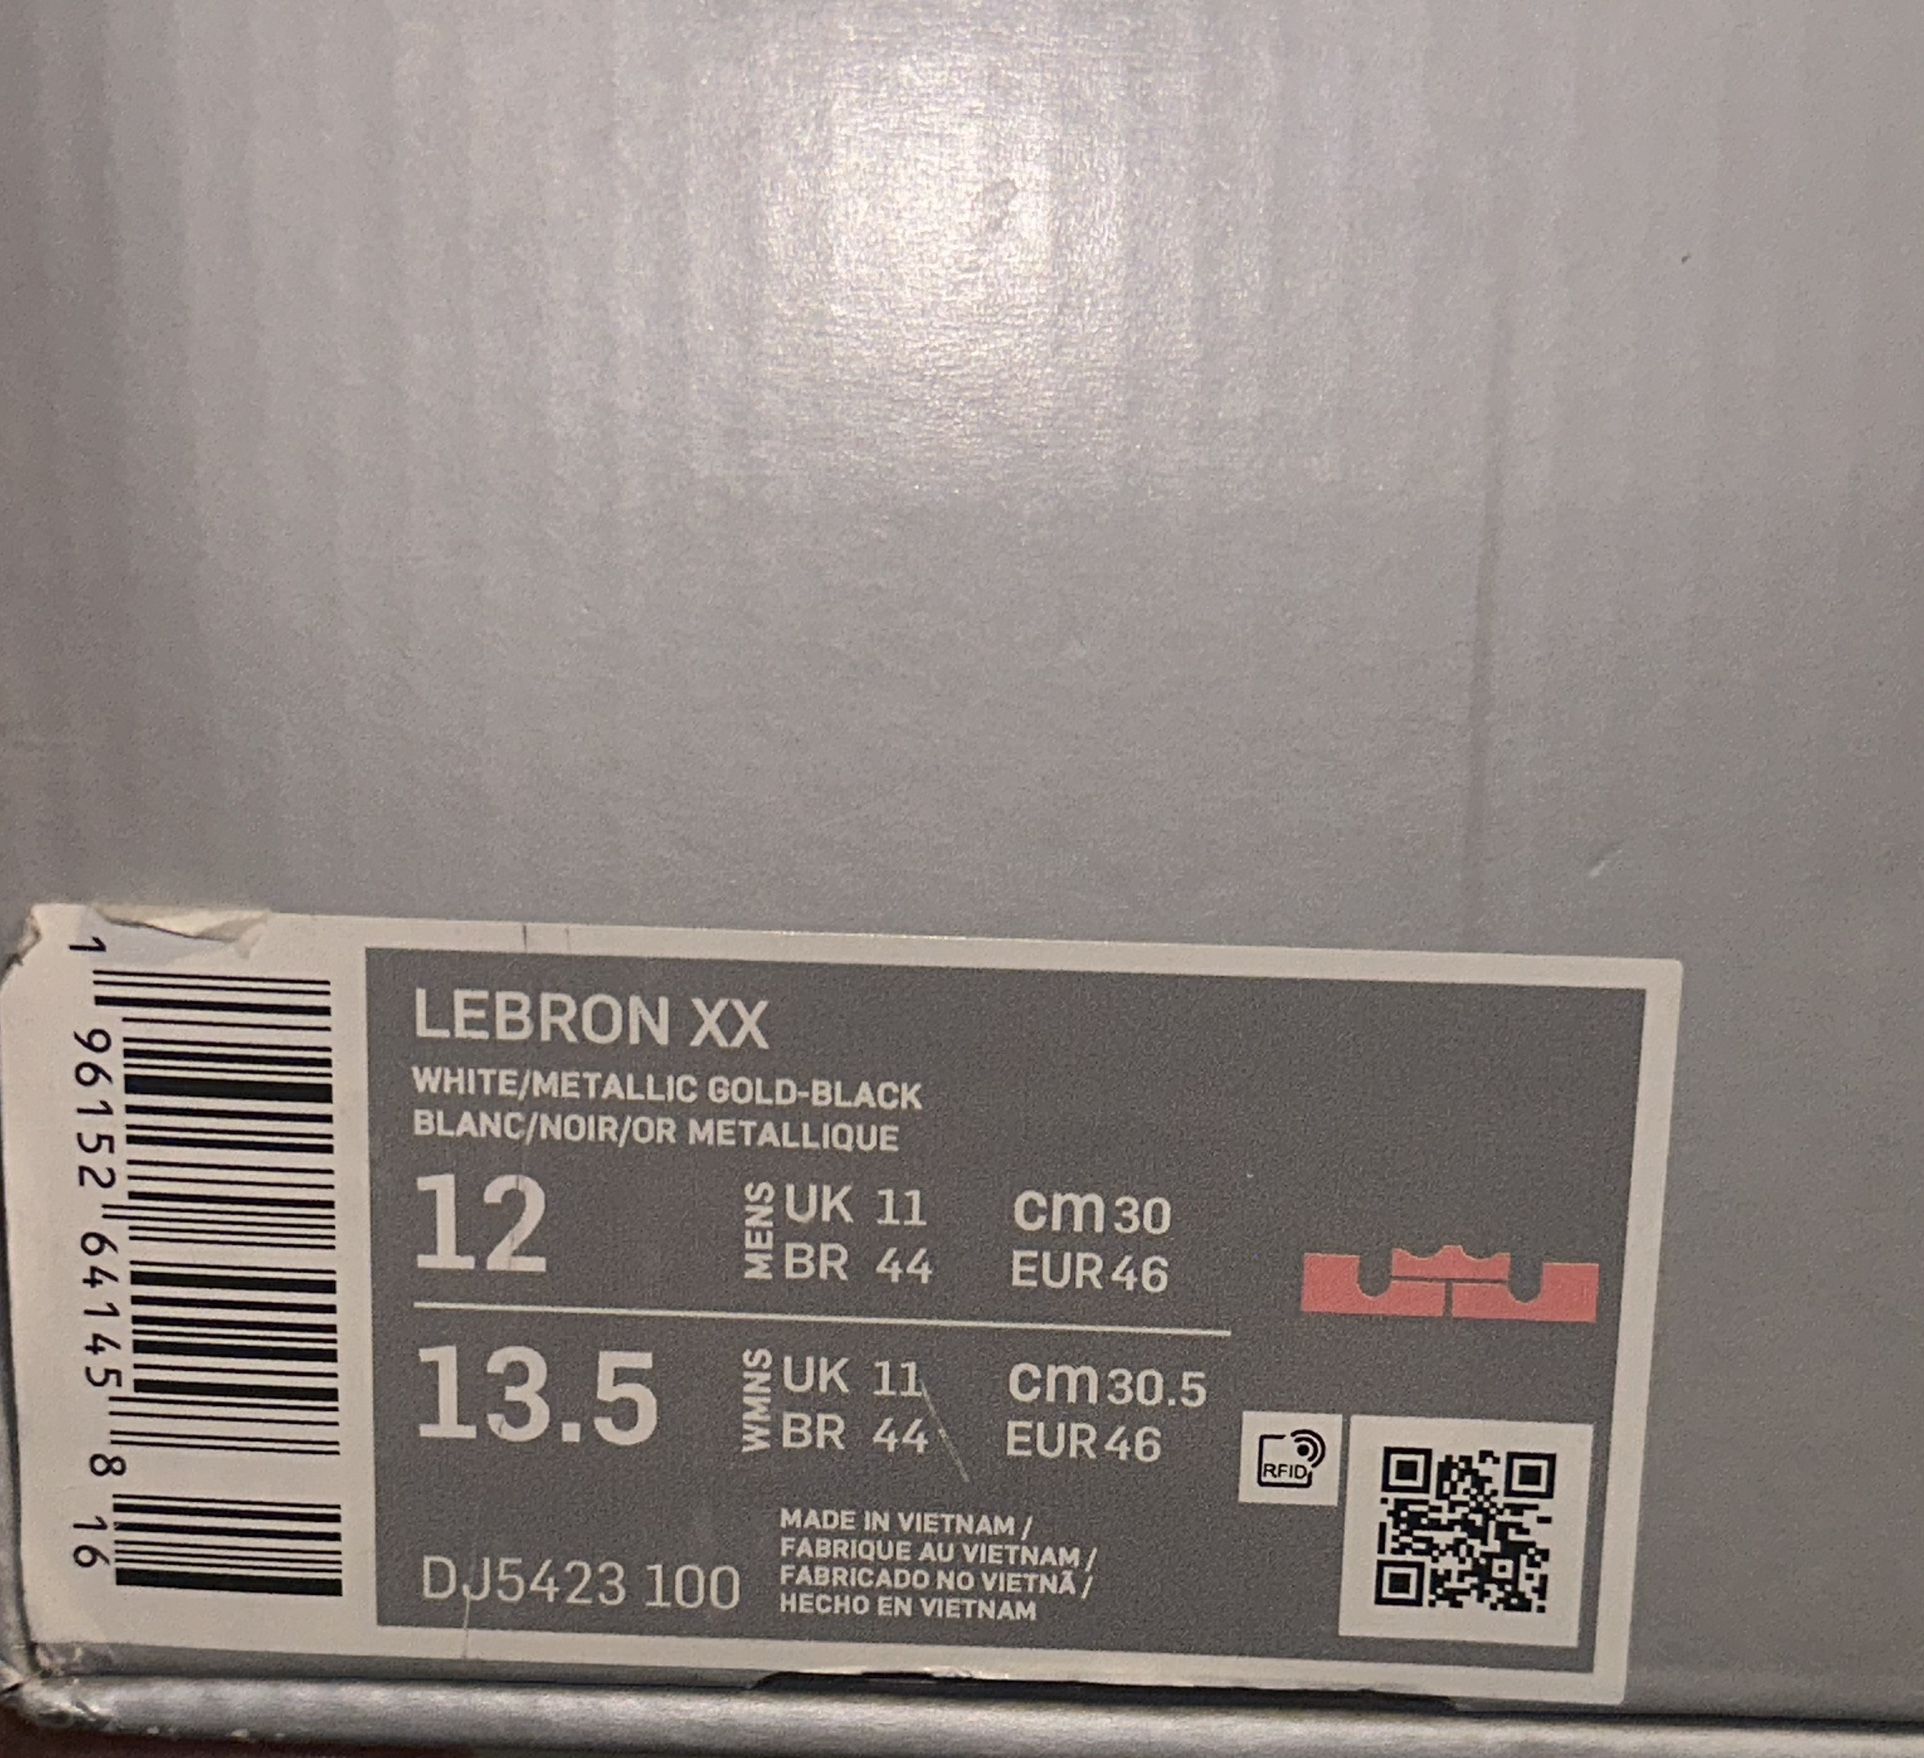 1 96152 64145 8 16
LEBRON XX
WHITE/METALLIC GOLD-BLACK
BLANC/NOIR/OR METALLIQUE
12 MENS UK 11 cm 30
BR 44 EUR 46
13.5 WMNS UK 11 cm 30.5
BR 44 EUR 46
RFID
DJ5423 100
MADE IN VIETNAM /
FABRIQUE AU VIETNAM /
FABRICADO NO VIETNÃ /
HECHO EN VIETNAM